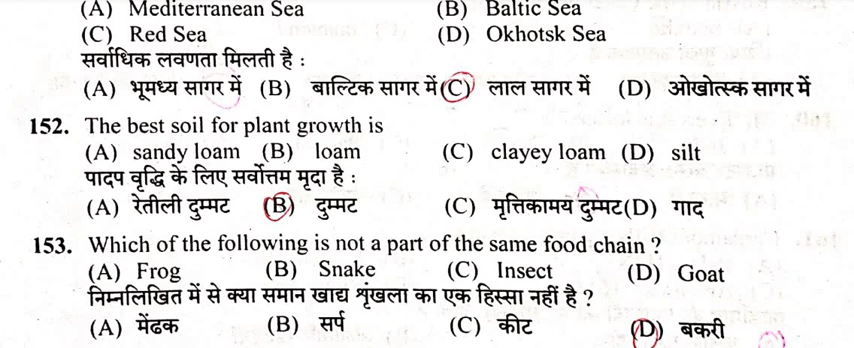 (A) Mediterranean Sea (B) Baltic Sea
(C) Red Sea (D) Okhotsk Sea
सर्वाधिक लवणता मिलती है :
(A) भूमध्य सागर में (B) बाल्टिक सागर में (C) लाल सागर में (D) ओखोत्स्क सागर में
152. The best soil for plant growth is
(A) sandy loam (B) loam (C) clayey loam (D) silt
पादप वृद्धि के लिए सर्वोत्तम मृदा है :
(A) रेतीली दुम्मट (B) दुम्मट (C) मृत्तिकामय दुम्मट (D) गाद
153. Which of the following is not a part of the same food chain ?
(A) Frog (B) Snake (C) Insect (D) Goat
निम्नलिखित में से क्या समान खाद्य शृंखला का एक हिस्सा नहीं है ?
(A) मेंढक (B) सर्प (C) कीट (D) बकरी